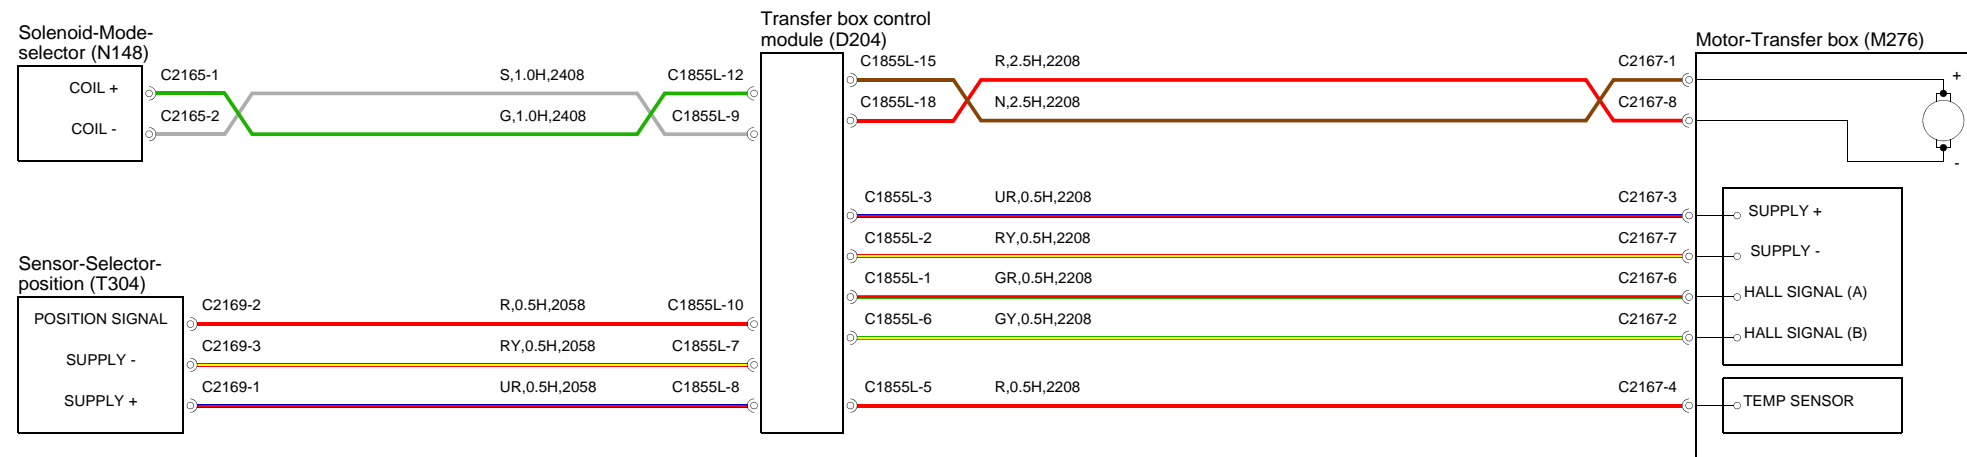 Solenoid-Mode-
selector (N148)
COIL +
COIL -
C2165-1
S,1.0H,2408
C1855L-12
C2165-2
G,1.0H,2408
C1855L-9
Sensor-Selector-
position (T304)
POSITION SIGNAL
SUPPLY -
SUPPLY +
C2169-2
R,0.5H,2058
C1855L-10
C2169-3
RY,0.5H,2058
C1855L-7
C2169-1
UR,0.5H,2058
C1855L-8
Transfer box control
module (D204)
C1855L-15
R,2.5H,2208
C2167-1
C1855L-18
N,2.5H,2208
C2167-8
C1855L-3
UR,0.5H,2208
C2167-3
C1855L-2
RY,0.5H,2208
C2167-7
C1855L-1
GR,0.5H,2208
C2167-6
C1855L-6
GY,0.5H,2208
C2167-2
C1855L-5
R,0.5H,2208
C2167-4
Motor-Transfer box (M276)
+
-
SUPPLY +
SUPPLY -
HALL SIGNAL (A)
HALL SIGNAL (B)
TEMP SENSOR